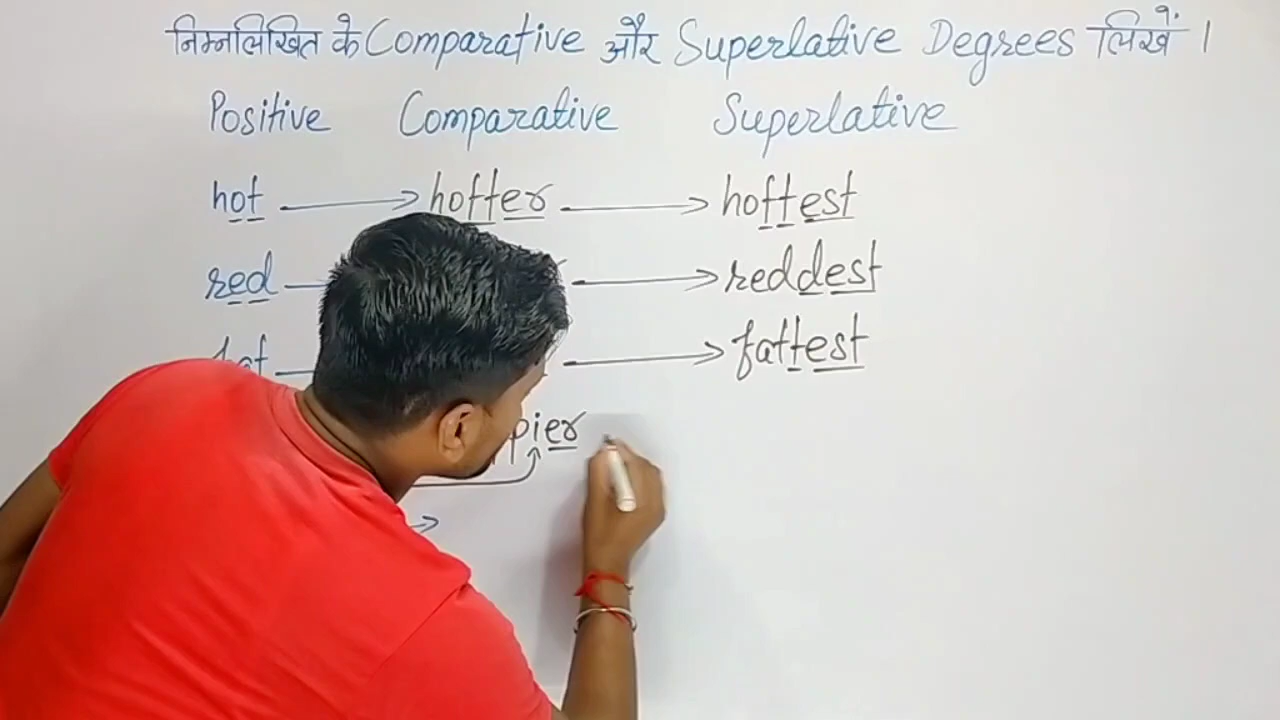 निम्नलिखित के Comparative और Superlative Degrees लिखें ।
Positive Comparative Superlative
hot hotter hottest
red reddest
fattest
pier